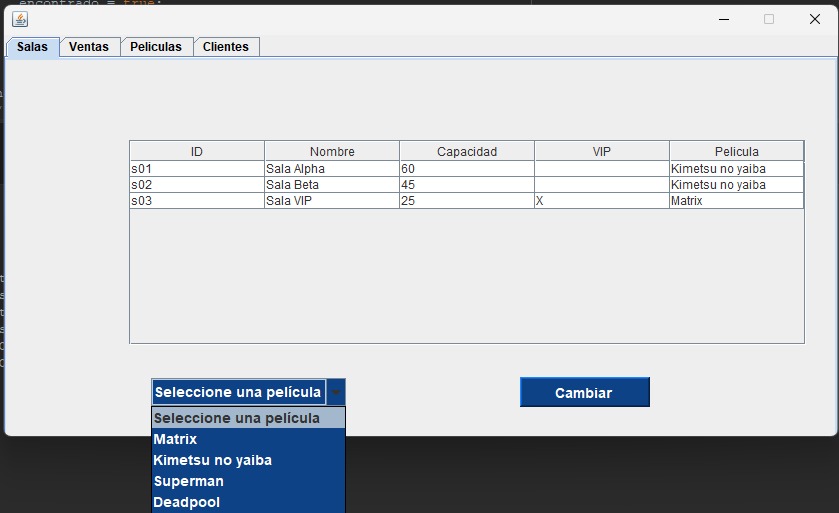 encontrado = true;
Salas Ventas Peliculas Clientes
ID Nombre Capacidad VIP Pelicula
s01 Sala Alpha 60 Kimetsu no yaiba
s02 Sala Beta 45 Kimetsu no yaiba
s03 Sala VIP 25 X Matrix
Seleccione una película Cambiar
Seleccione una película
Matrix
Kimetsu no yaiba
Superman
Deadpool